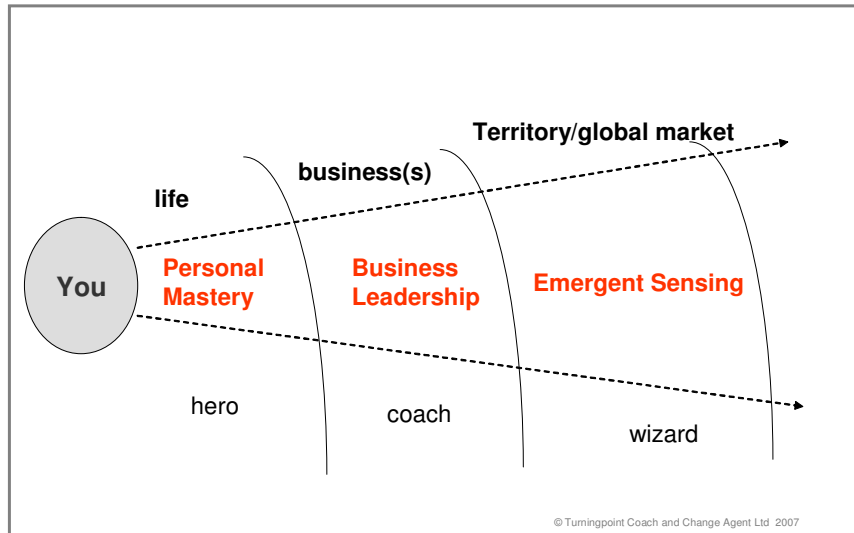 Territory/global market
business(s)
life
You
Personal
Mastery
Business
Leadership
Emergent Sensing
hero
coach
wizard
© Turningpoint Coach and Change Agent Ltd 2007